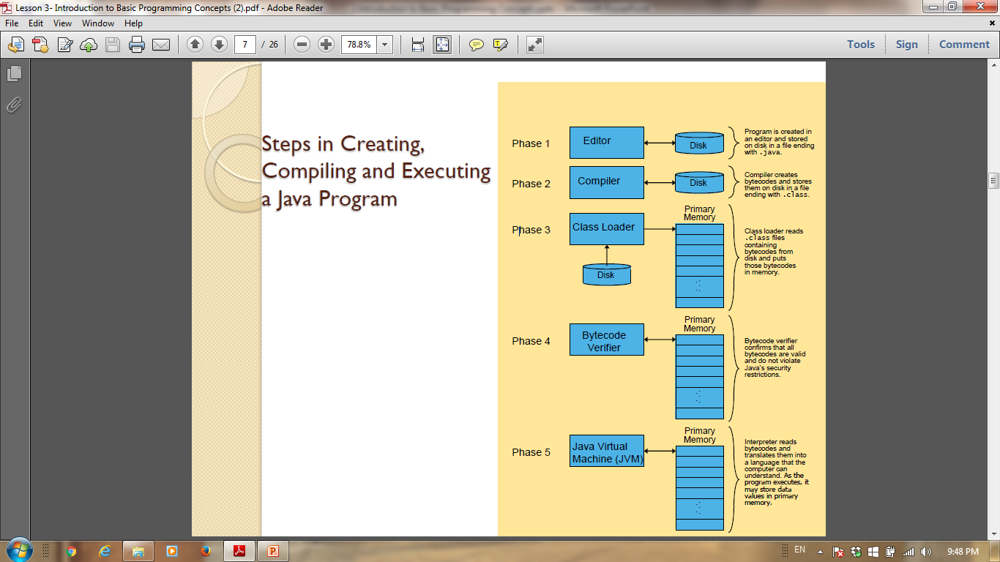 Lesson 3- Introduction to Basic Programming Concepts (2).pdf - Adobe Reader
File Edit View Window Help
7 / 26
78.8%
Tools Sign Comment
Steps in Creating,
Compiling and Executing
a Java Program
Phase 1
Editor
Disk
Program is created in
an editor and stored
on disk in a file ending
with .java.
Phase 2
Compiler
Disk
Compiler creates
bytecodes and stores
them on disk in a file
ending with .class.
Phase 3
Class Loader
Disk
Primary
Memory
Class loader reads
.class files
containing
bytecodes from
disk and puts
those bytecodes
in memory.
Phase 4
Bytecode
Verifier
Primary
Memory
Bytecode verifier
confirms that all
bytecodes are valid
and do not violate
Java's security
restrictions.
Phase 5
Java Virtual
Machine (JVM)
Primary
Memory
Interpreter reads
bytecodes and
translates them into
a language that the
computer can
understand. As the
program executes, it
may store data
values in primary
memory.
EN
9:48 PM